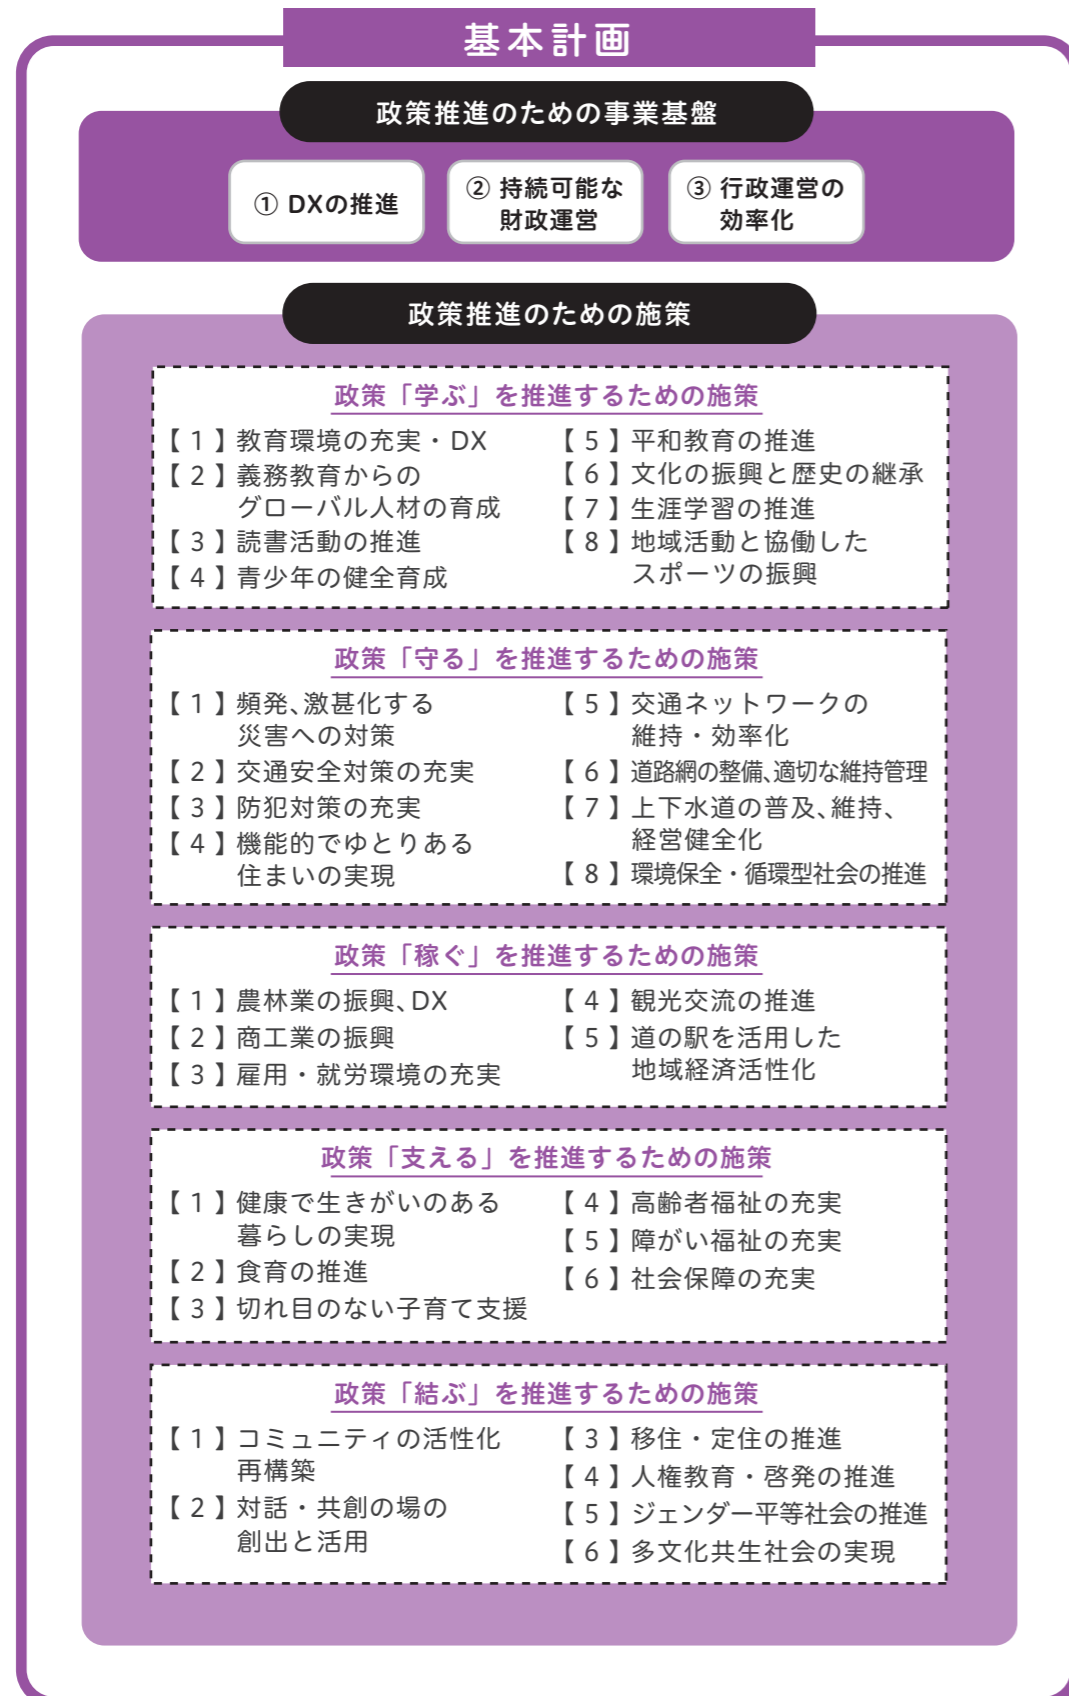 基本計画
政策推進のための事業基盤
① DXの推進
② 持続可能な
財政運営
③ 行政運営の
効率化
政策推進のための施策
政策「学ぶ」を推進するための施策
【1】教育環境の充実・DX
【2】義務教育からの
グローバル人材の育成
【3】読書活動の推進
【4】青少年の健全育成
【5】平和教育の推進
【6】文化の振興と歴史の継承
【7】生涯学習の推進
【8】地域活動と協働した
スポーツの振興
政策「守る」を推進するための施策
【1】頻発、激甚化する
災害への対策
【2】交通安全対策の充実
【3】防犯対策の充実
【4】機能的でゆとりある
住まいの実現
【5】交通ネットワークの
維持・効率化
【6】道路網の整備、適切な維持管理
【7】上下水道の普及、維持、
経営健全化
【8】環境保全・循環型社会の推進
政策「稼ぐ」を推進するための施策
【1】農林業の振興、DX
【2】商工業の振興
【3】雇用・就労環境の充実
【4】観光交流の推進
【5】道の駅を活用した
地域経済活性化
政策「支える」を推進するための施策
【1】健康で生きがいのある
暮らしの実現
【2】食育の推進
【3】切れ目のない子育て支援
【4】高齢者福祉の充実
【5】障がい福祉の充実
【6】社会保障の充実
政策「結ぶ」を推進するための施策
【1】コミュニティの活性化
再構築
【2】対話・共創の場の
創出と活用
【3】移住・定住の推進
【4】人権教育・啓発の推進
【5】ジェンダー平等社会の推進
【6】多文化共生社会の実現